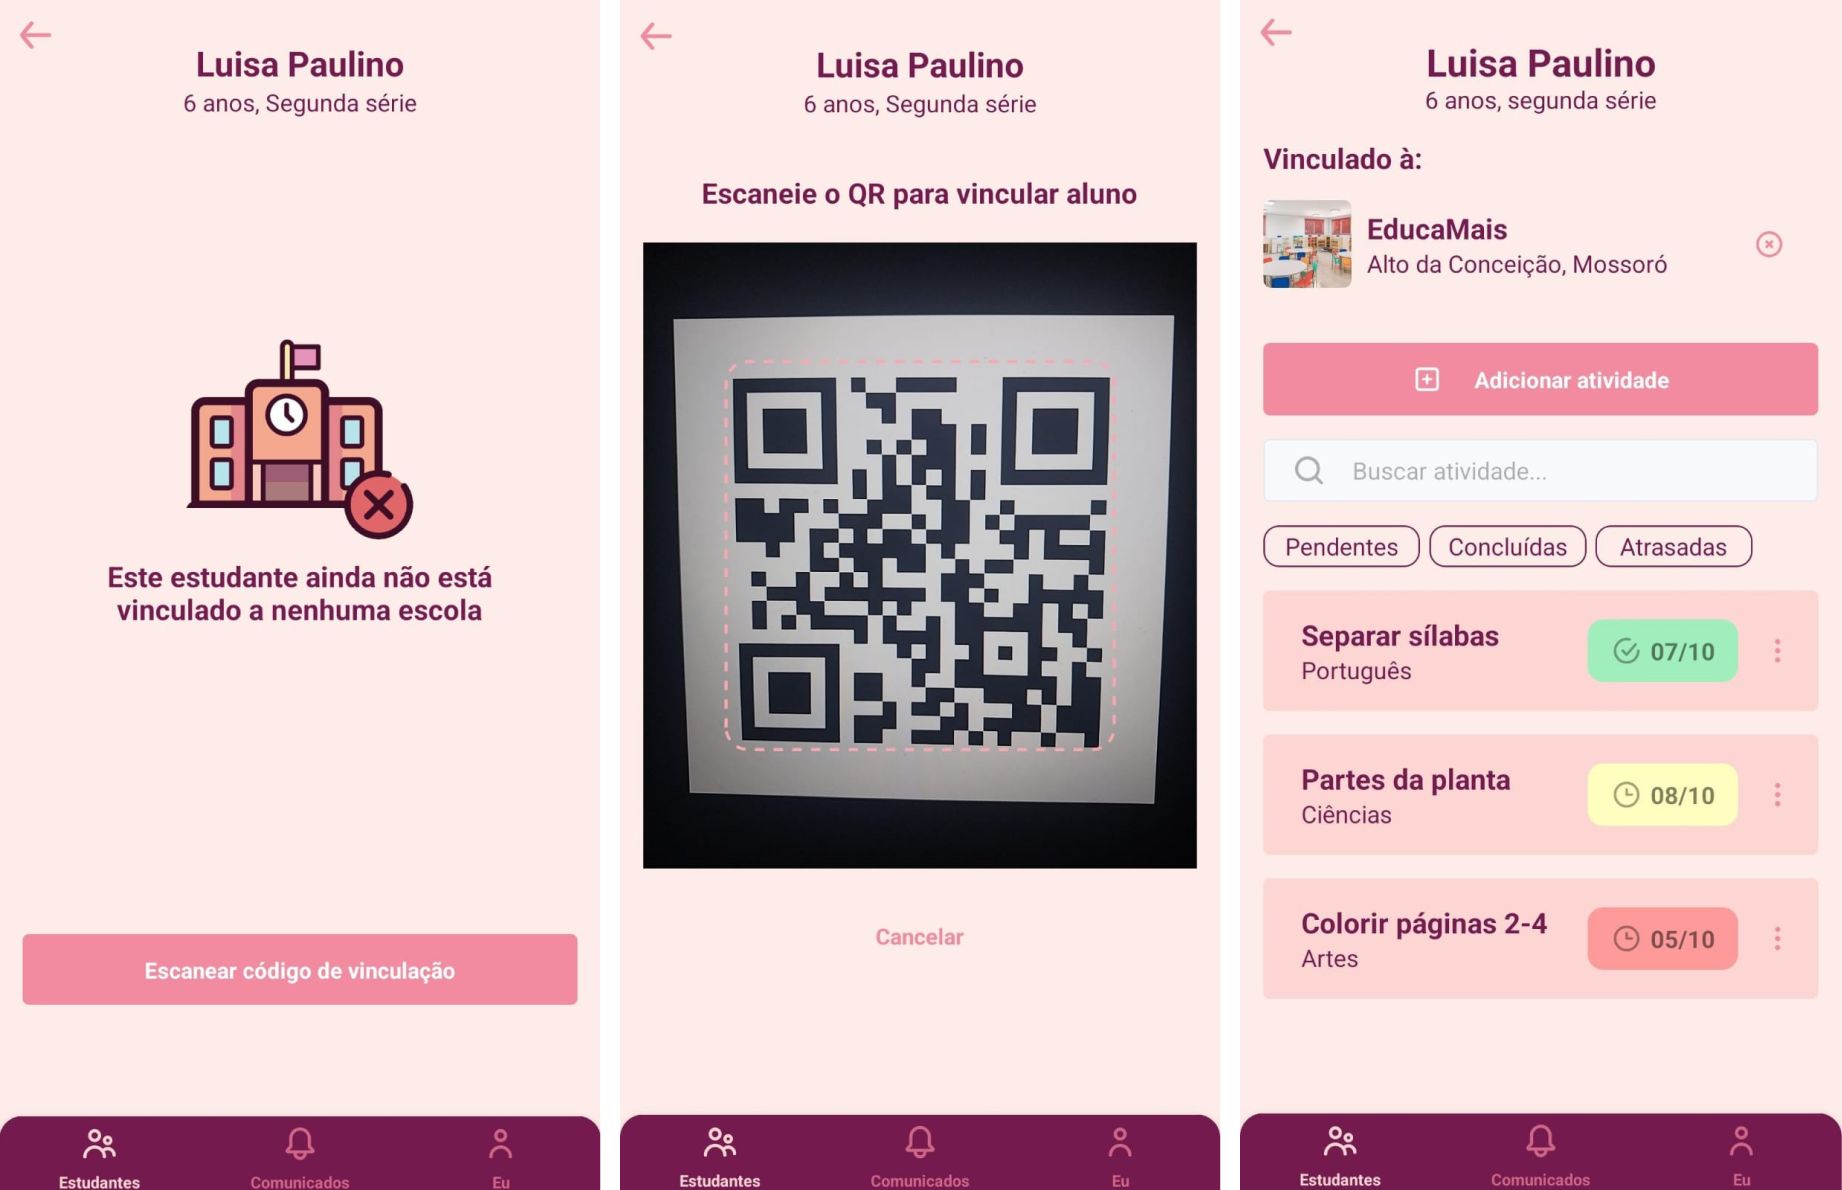 Luisa Paulino
6 anos, Segunda série
Este estudante ainda não está
vinculado a nenhuma escola
Escanear código de vinculação
Estudantes
Comunicados
Eu
Luisa Paulino
6 anos, Segunda série
Escaneie o QR para vincular aluno
Cancelar
Estudantes
Comunicados
Eu
Luisa Paulino
6 anos, segunda série
Vinculado à:
EducaMais
Alto da Conceição, Mossoró
Adicionar atividade
Buscar atividade...
Pendentes
Concluídas
Atrasadas
Separar sílabas
Português
07/10
Partes da planta
Ciências
08/10
Colorir páginas 2-4
Artes
05/10
Estudantes
Comunicados
Eu